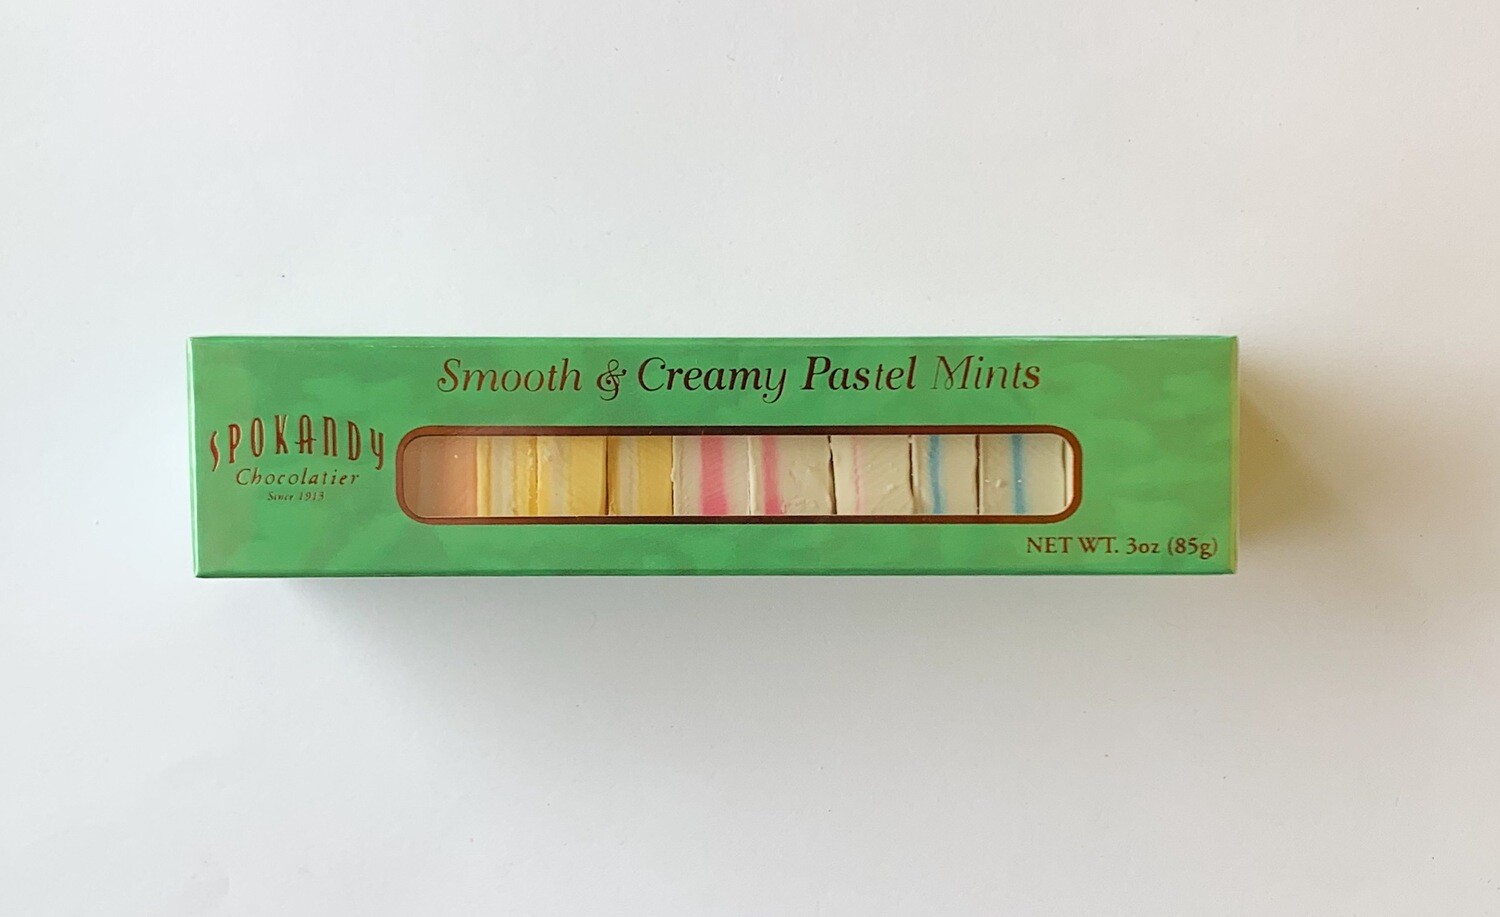 Smooth & Creamy Pastel Mints
SPOKANDY
Chocolatier
Since 1913
NET WT. 3oz (85g)